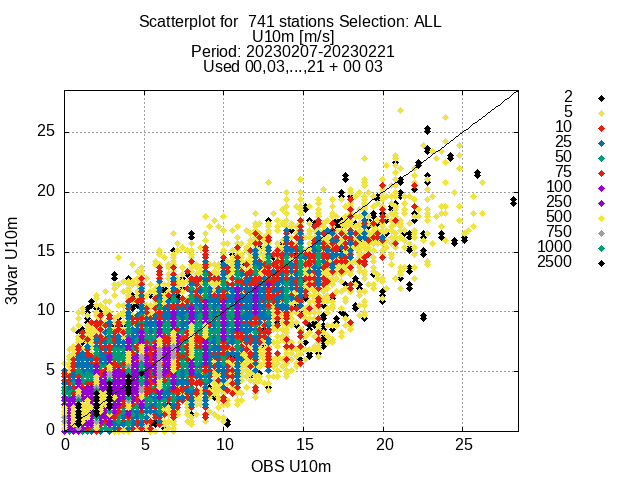 Scatterplot for  741 stations Selection: ALL
U10m [m/s]
Period: 20230207-20230221
Used 00,03,...,21 + 00 03
2
5
10
25
50
75
100
250
500
750
1000
2500
3dvar U10m
25
20
15
10
5
0
0 5 10 15 20 25
OBS U10m